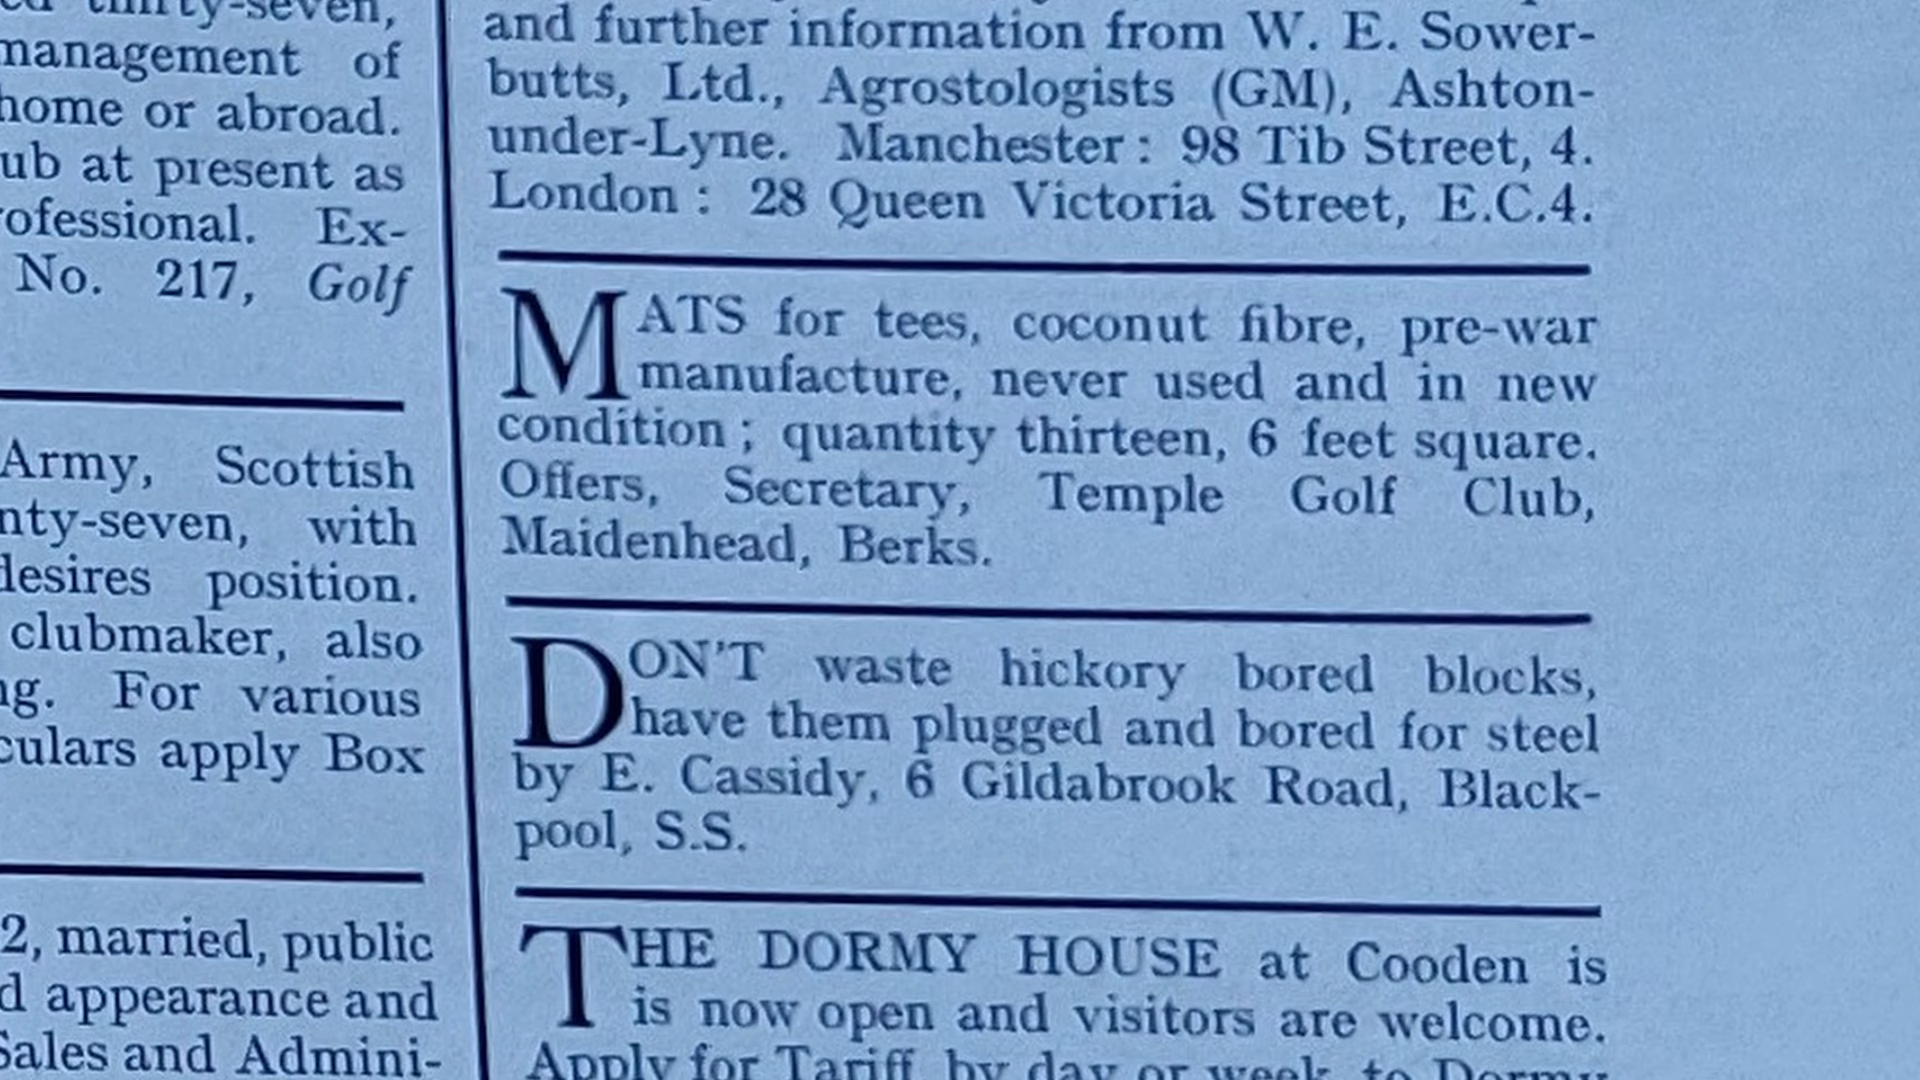 thirty-seven,
management of
home or abroad.
at present as
Ex-
No. 217, Golf
Army, Scottish
with
desires position.
clubmaker, also
For various
apply Box
2, married, public
appearance and
Sales and Admini-
and further information from W. E. Sower-
butts, Ltd., Agrostologists (GM), Ashton-
under-Lyne. Manchester: 98 Tib Street, 4.
London: 28 Queen Victoria Street, E.C.4.
MATS for tees, coconut fibre, pre-war
manufacture, never used and in new
condition; quantity thirteen, 6 feet square.
Offers, Secretary, Temple Golf Club,
Maidenhead, Berks.
DON'T waste hickory bored blocks,
have them plugged and bored for steel
by E. Cassidy, 6 Gildabrook Road, Black-
pool, S.S.
THE DORMY HOUSE at Cooden is
is now open and visitors are welcome.
Apply for Tariff by day or week to Dormy